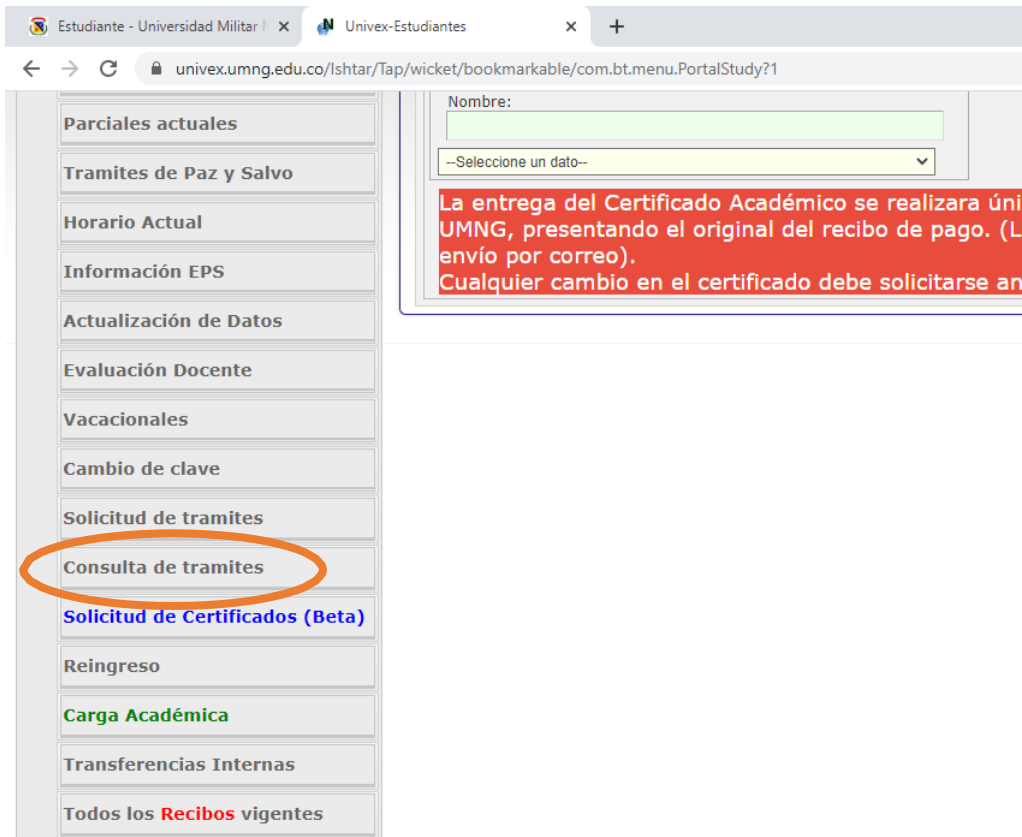 Estudiante - Universidad Militar N
Univex-Estudiantes
univex.umng.edu.co/Ishtar/Tap/wicket/bookmarkable/com.bt.menu.PortalStudy?1
Parciales actuales
Tramites de Paz y Salvo
Horario Actual
Información EPS
Actualización de Datos
Evaluación Docente
Vacacionales
Cambio de clave
Solicitud de tramites
Consulta de tramites
Solicitud de Certificados (Beta)
Reingreso
Carga Académica
Transferencias Internas
Todos los Recibos vigentes
Nombre:
--Seleccione un dato--
La entrega del Certificado Académico se realizara úni
UMNG, presentando el original del recibo de pago. (L
envío por correo).
Cualquier cambio en el certificado debe solicitarse an